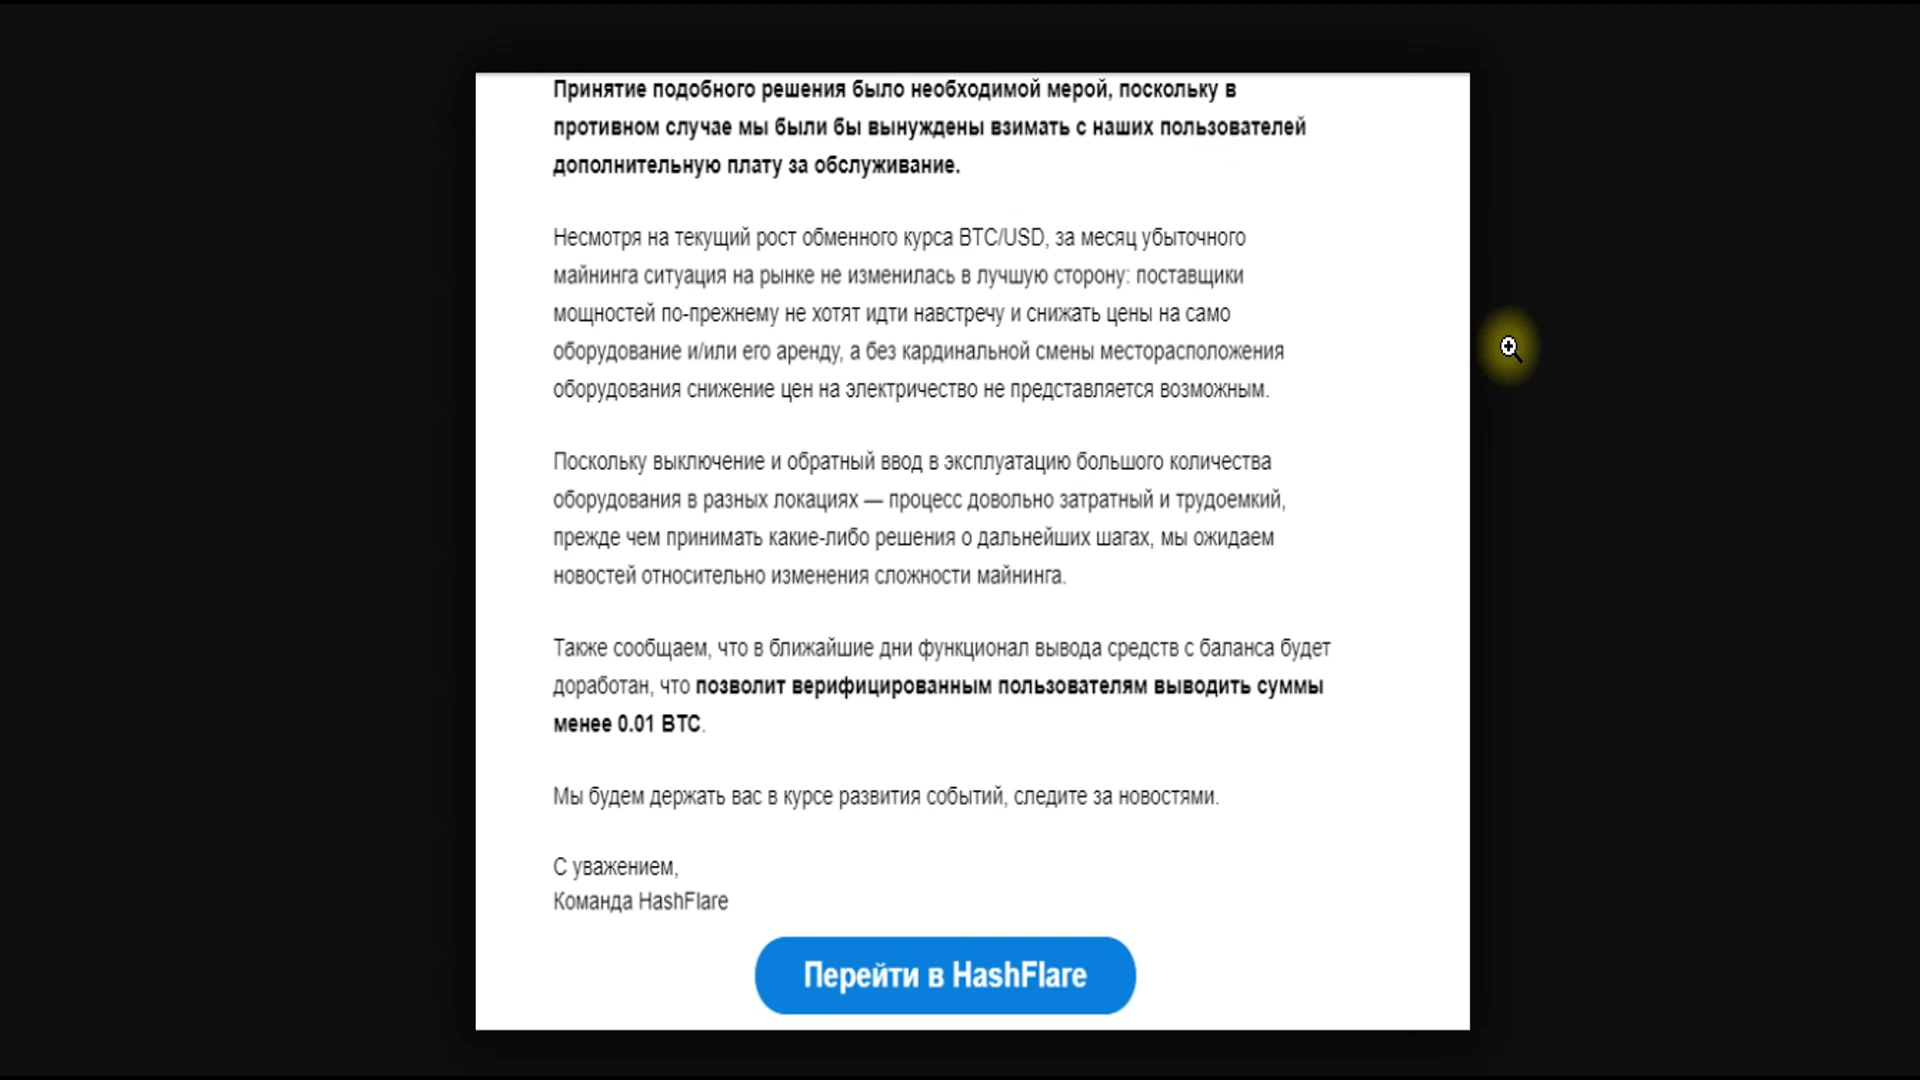 Принятие подобного решения было необходимой мерой, поскольку в
противном случае мы были бы вынуждены взимать с наших пользователей
дополнительную плату за обслуживание.
Несмотря на текущий рост обменного курса BTC/USD, за месяц убыточного
майнинга ситуация на рынке не изменилась в лучшую сторону: поставщики
мощностей по-прежнему не хотят идти навстречу и снижать цены на само
оборудование и/или его аренду, а без кардинальной смены месторасположения
оборудования снижение цен на электричество не представляется возможным.
Поскольку выключение и обратный ввод в эксплуатацию большого количества
оборудования в разных локациях — процесс довольно затратный и трудоемкий,
прежде чем принимать какие-либо решения о дальнейших шагах, мы ожидаем
новостей относительно изменения сложности майнинга.
Также сообщаем, что в ближайшие дни функционал вывода средств с баланса будет
доработан, что позволит верифицированным пользователям выводить суммы
менее 0.01 BTC.
Мы будем держать вас в курсе развития событий, следите за новостями.
С уважением,
Команда HashFlare
Перейти в HashFlare